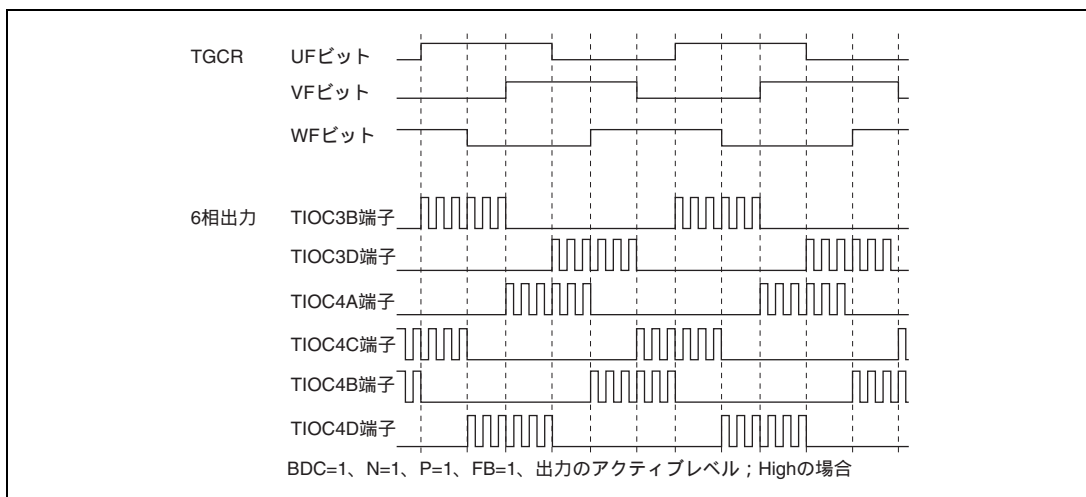 TGCR UFビット
VFビット
WFビット
6相出力 TIOC3B端子
TIOC3D端子
TIOC4A端子
TIOC4C端子
TIOC4B端子
TIOC4D端子
BDC=1、N=1、P=1、FB=1、出力のアクティブレベル；Highの場合